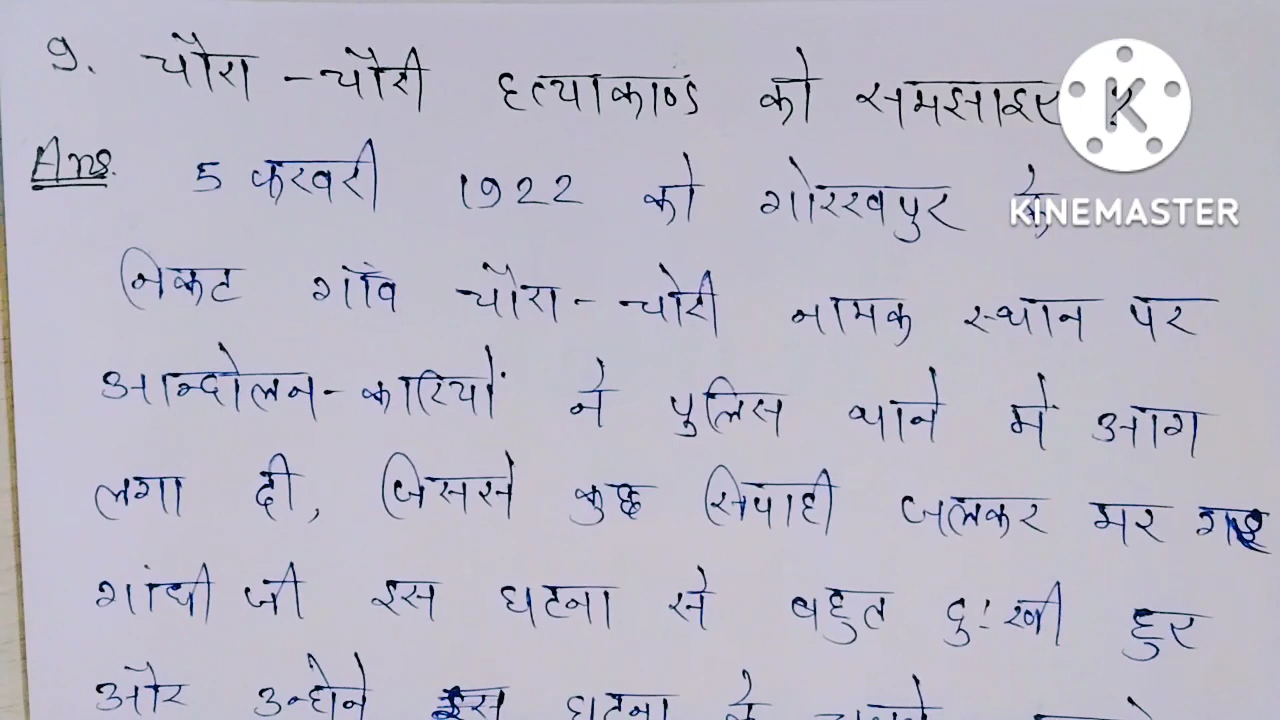 9. चौरा - चौरी हत्याकाण्ड को समझाइए ?
Ans. 5 फरवरी 1922 को गोरखपुर के
KINEMASTER
निकट गाँव चौरा - चौरी नामक स्थान पर
आन्दोलन - कारियों ने पुलिस थाने में आग
लगा दी, जिससे कुछ सिपाही जलकर मर गए
गांधी जी इस घटना से बहुत दुःखी हुए
और उन्होने इस घटना के